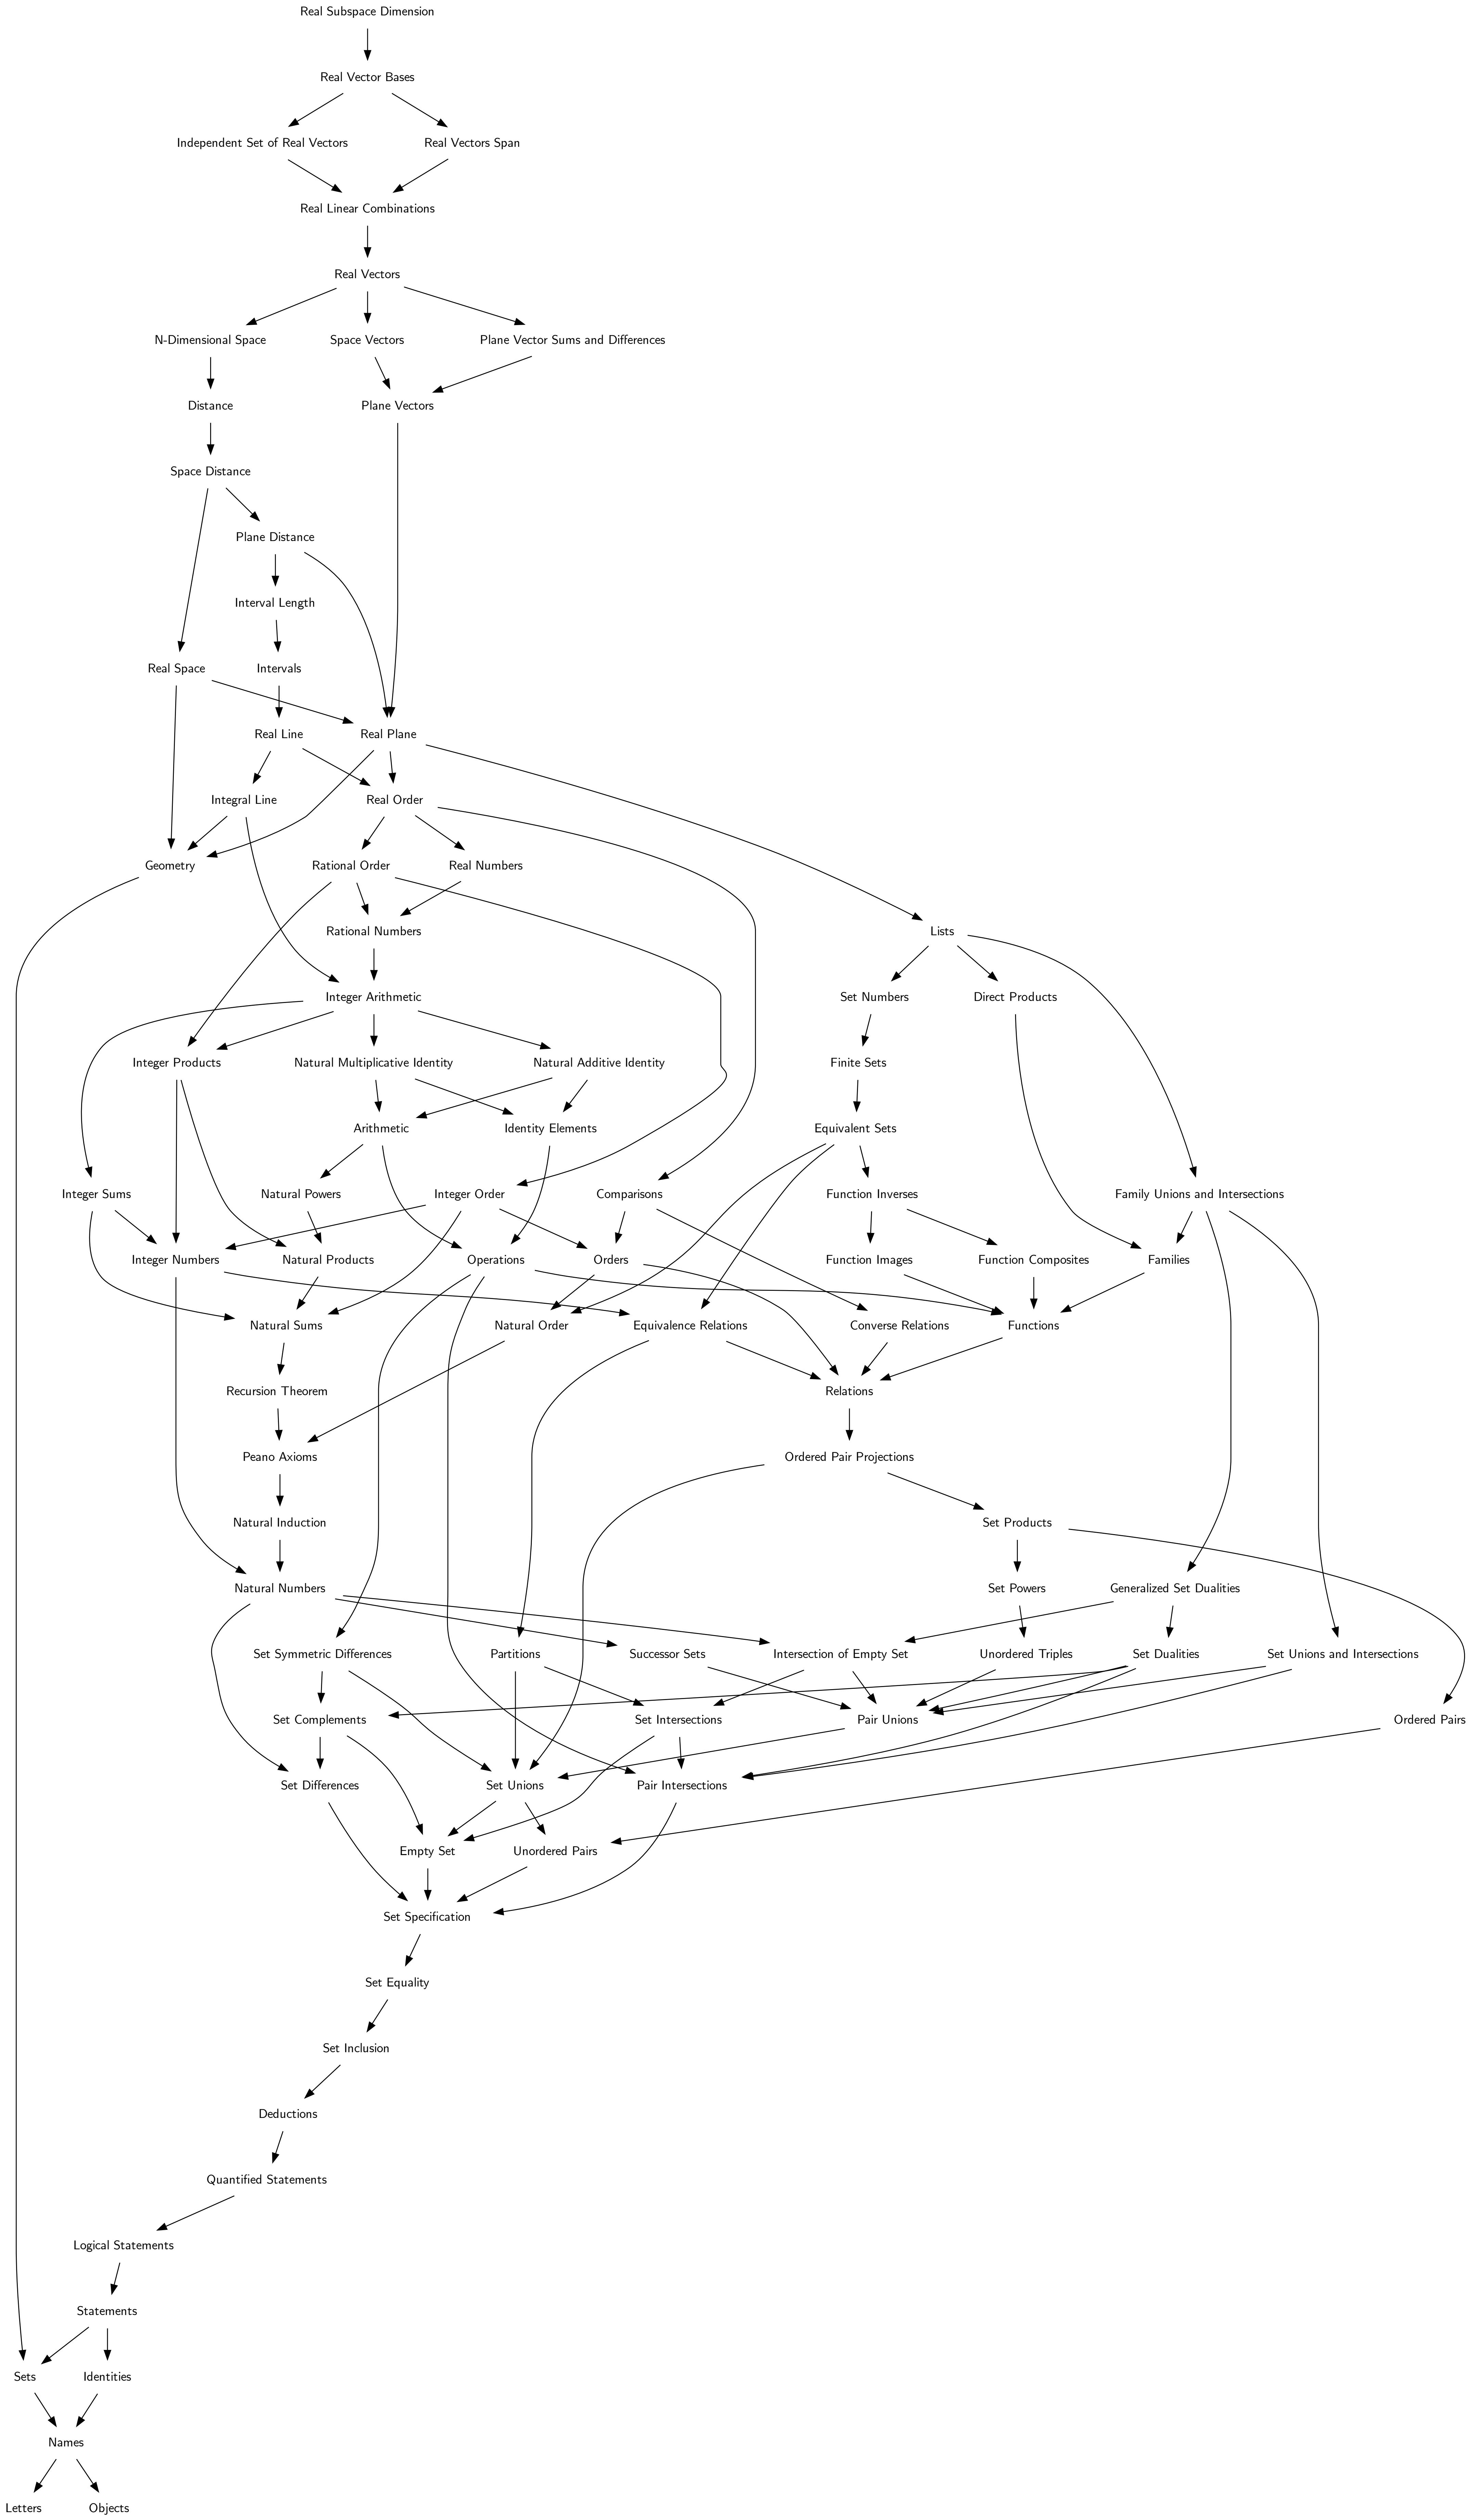 Real Subspace Dimension
Real Vector Bases
Independent Set of Real Vectors
Real Vectors Span
Real Linear Combinations
Real Vectors
N-Dimensional Space
Space Vectors
Plane Vector Sums and Differences
Distance
Plane Vectors
Space Distance
Plane Distance
Interval Length
Real Space
Intervals
Real Line
Real Plane
Integral Line
Real Order
Geometry
Rational Order
Real Numbers
Rational Numbers
Lists
Integer Arithmetic
Set Numbers
Direct Products
Integer Products
Natural Multiplicative Identity
Natural Additive Identity
Finite Sets
Arithmetic
Identity Elements
Equivalent Sets
Integer Sums
Natural Powers
Integer Order
Comparisons
Function Inverses
Family Unions and Intersections
Integer Numbers
Natural Products
Operations
Orders
Function Images
Function Composites
Families
Natural Sums
Natural Order
Equivalence Relations
Converse Relations
Functions
Recursion Theorem
Relations
Peano Axioms
Ordered Pair Projections
Natural Induction
Set Products
Natural Numbers
Set Powers
Generalized Set Dualities
Set Symmetric Differences
Partitions
Successor Sets
Intersection of Empty Set
Unordered Triples
Set Dualities
Set Unions and Intersections
Set Complements
Set Intersections
Pair Unions
Ordered Pairs
Set Differences
Set Unions
Pair Intersections
Empty Set
Unordered Pairs
Set Specification
Set Equality
Set Inclusion
Deductions
Quantified Statements
Logical Statements
Statements
Sets
Identities
Names
Letters
Objects